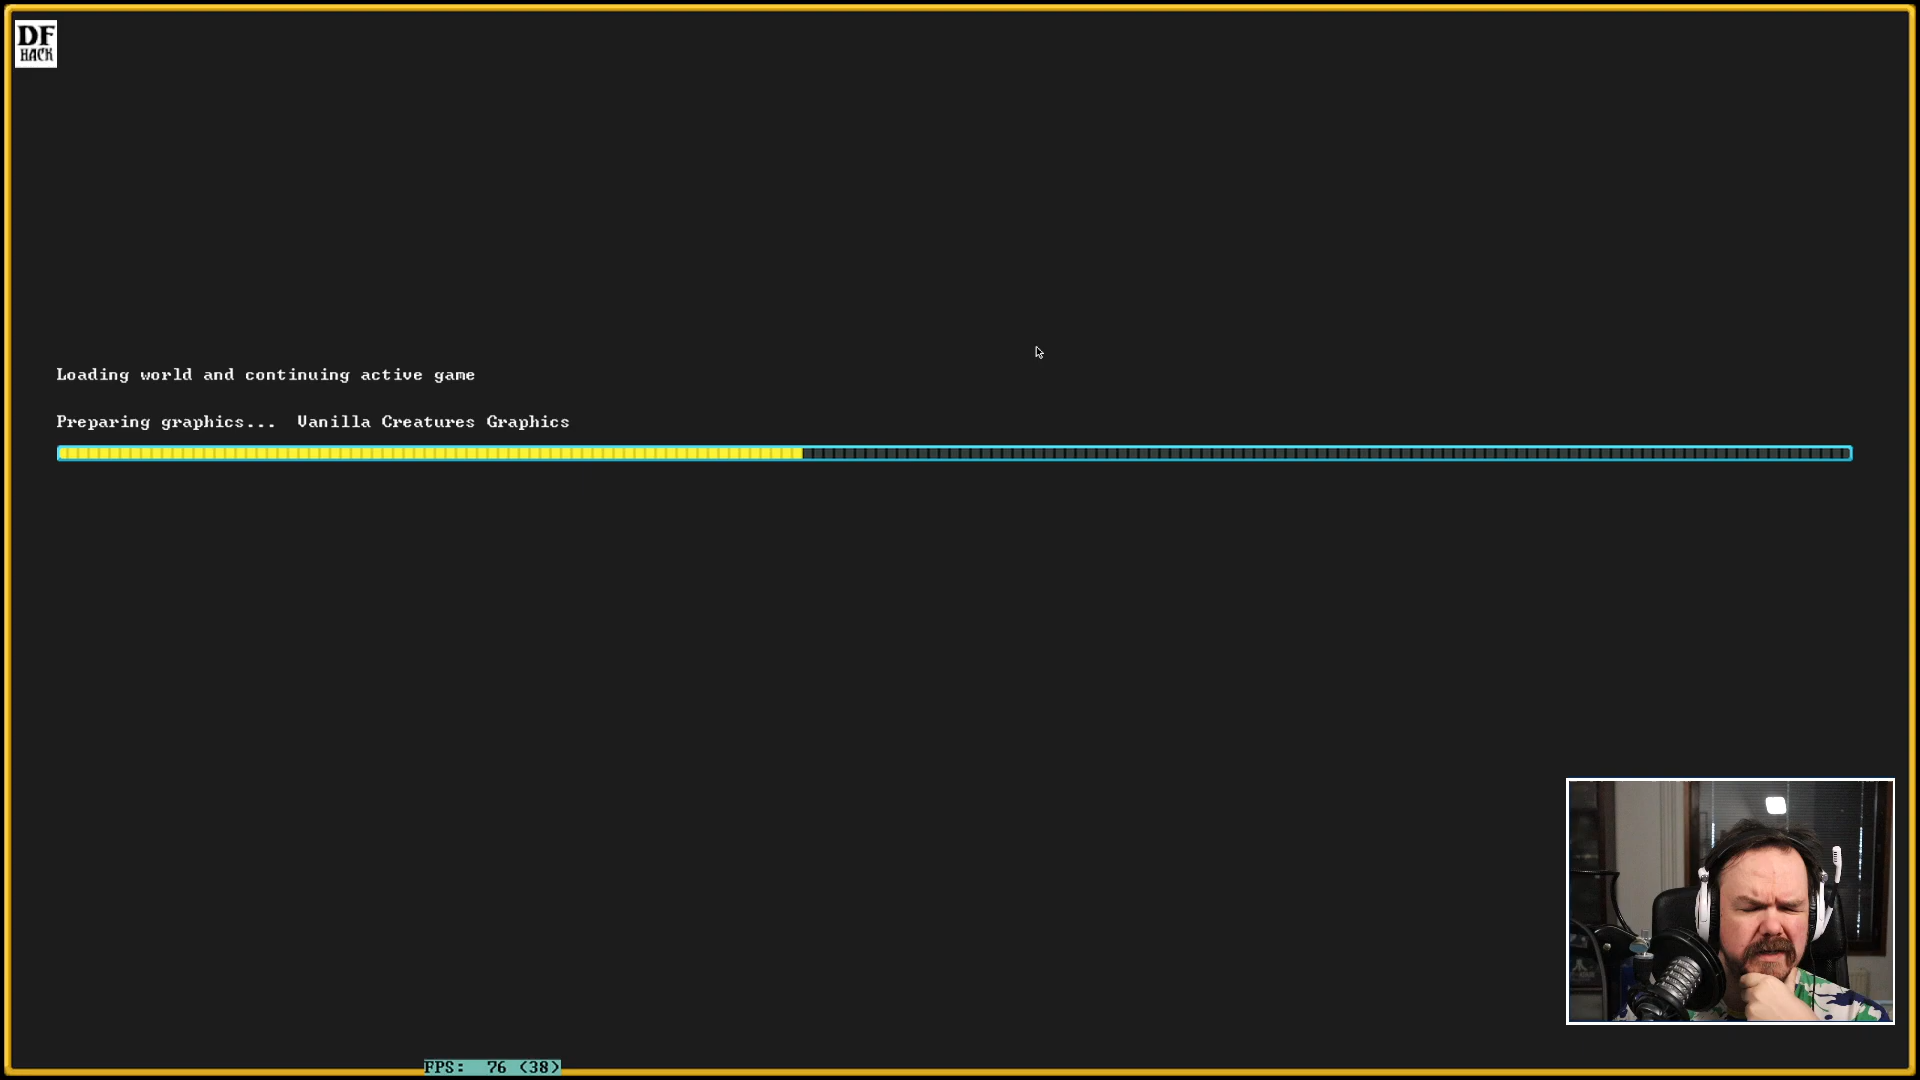 DF
HACK
Loading world and continuing active game
Preparing graphics... Vanilla Creatures Graphics
FPS: 76 (38)